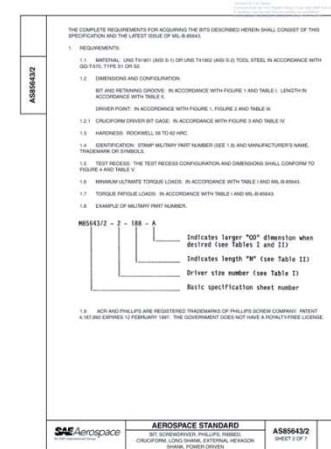 THE COMPLETE REQUIREMENTS FOR ACQUIRING THE BITS DESCRIBED HEREIN SHALL CONSIST OF THIS
SPECIFICATION AND THE LATEST ISSUE OF MIL-B-85643.
1. REQUIREMENTS:
1.1 MATERIAL: UNS T41901 (AISI S-1) OR UNS T41902 (AISI S-2) TOOL STEEL IN ACCORDANCE WITH
QQ-T-570, TYPE S1 OR S2.
1.2 DIMENSIONS AND CONFIGURATION:
BIT AND RETAINING GROOVE: IN ACCORDANCE WITH FIGURE 1 AND TABLE I. LENGTH IN
ACCORDANCE WITH TABLE II.
DRIVER POINT: IN ACCORDANCE WITH FIGURE 1, FIGURE 2 AND TABLE III.
1.2.1 CRUCIFORM DRIVER BIT GAGE: IN ACCORDANCE WITH FIGURE 3 AND TABLE IV.
1.3 HARDNESS: ROCKWELL 58 TO 62 HRC.
1.4 IDENTIFICATION: STAMP MILITARY PART NUMBER (SEE 1.8) AND MANUFACTURER'S NAME,
TRADEMARK OR SYMBOLS.
1.5 TEST RECESS: THE TEST RECESS CONFIGURATION AND DIMENSIONS SHALL CONFORM TO
FIGURE 4 AND TABLE V.
1.6 MINIMUM ULTIMATE TORQUE LOADS: IN ACCORDANCE WITH TABLE I AND MIL-B-85643.
1.7 TORQUE FATIGUE LOADS: IN ACCORDANCE WITH TABLE I AND MIL-B-85643.
1.8 EXAMPLE OF MILITARY PART NUMBER.
M85643/2 - 2 - 188 - A
Indicates larger "OD" dimension when
desired (see Tables I and II)
Indicates length "N" (see Table II)
Driver size number (see Table I)
Basic specification sheet number
1.9 ACR AND PHILLIPS ARE REGISTERED TRADEMARKS OF PHILLIPS SCREW COMPANY. PATENT
4,187,892 EXPIRES 12 FEBRUARY 1997. THE GOVERNMENT DOES NOT HAVE A ROYALTY-FREE LICENSE.
AS85643/2
SAE Aerospace
AEROSPACE STANDARD
BIT, SCREWDRIVER, PHILLIPS, RIBBED,
CRUCIFORM, LONG SHANK, EXTERNAL HEXAGON
SHANK, POWER DRIVEN
AS85643/2
SHEET 2 OF 7